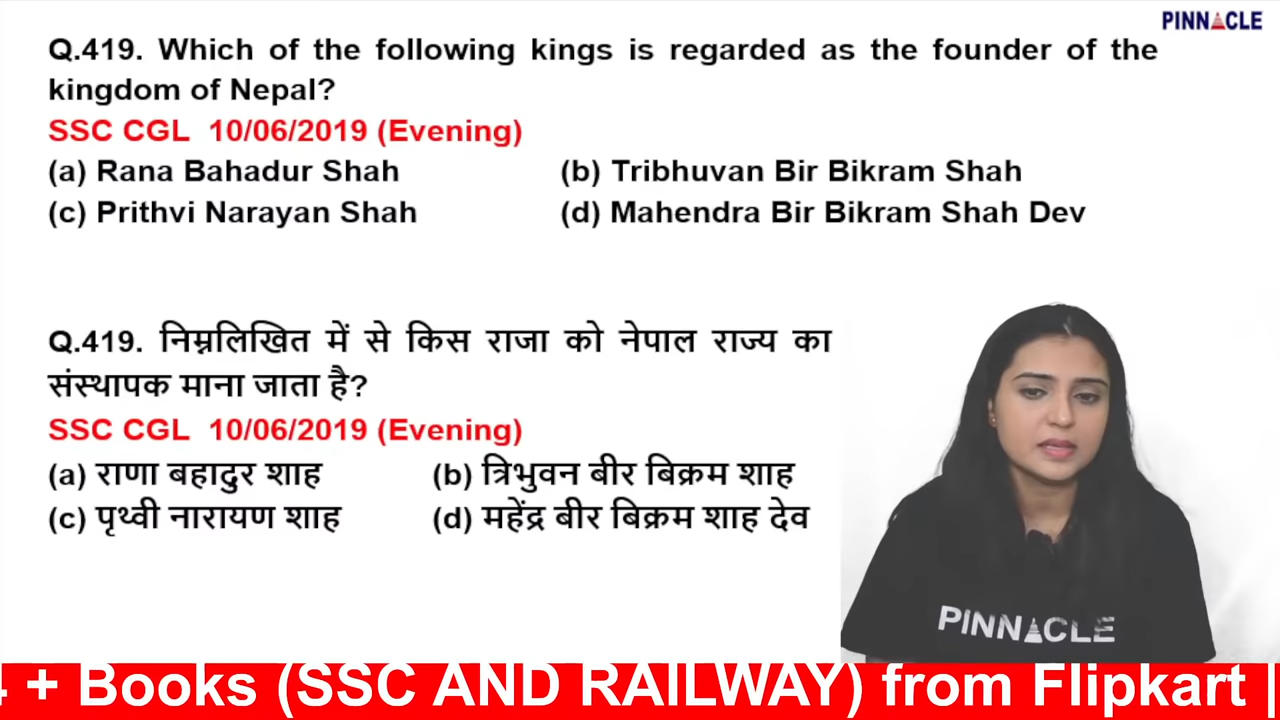 PINNACLE
Q.419. Which of the following kings is regarded as the founder of the
kingdom of Nepal?
SSC CGL 10/06/2019 (Evening)
(a) Rana Bahadur Shah (b) Tribhuvan Bir Bikram Shah
(c) Prithvi Narayan Shah (d) Mahendra Bir Bikram Shah Dev
Q.419. निम्नलिखित में से किस राजा को नेपाल राज्य का
संस्थापक माना जाता है?
SSC CGL 10/06/2019 (Evening)
(a) राणा बहादुर शाह (b) त्रिभुवन बीर बिक्रम शाह
(c) पृथ्वी नारायण शाह (d) महेंद्र बीर बिक्रम शाह देव
PINNACLE
+ Books (SSC AND RAILWAY) from Flipkart |